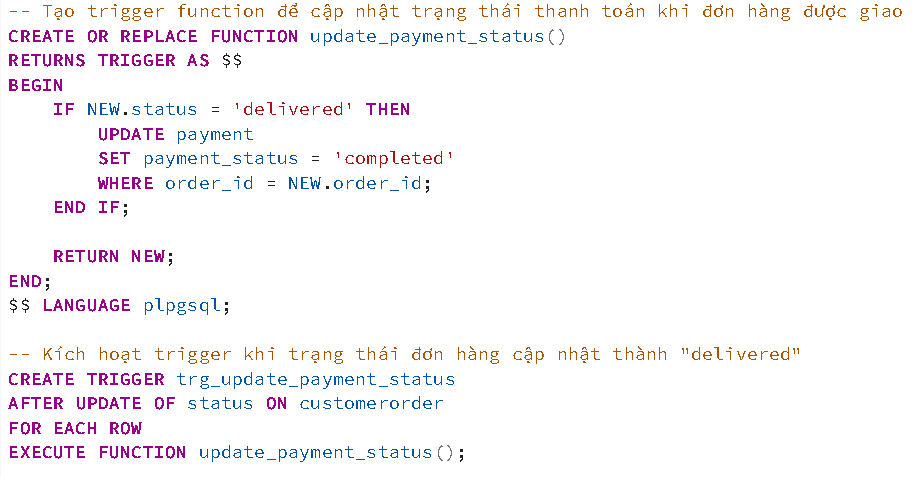 -- Tạo trigger function để cập nhật trạng thái thanh toán khi đơn hàng được giao
CREATE OR REPLACE FUNCTION update_payment_status()
RETURNS TRIGGER AS $$
BEGIN
    IF NEW.status = 'delivered' THEN
        UPDATE payment
        SET payment_status = 'completed'
        WHERE order_id = NEW.order_id;
    END IF;

    RETURN NEW;
END;
$$ LANGUAGE plpgsql;

-- Kích hoạt trigger khi trạng thái đơn hàng cập nhật thành "delivered"
CREATE TRIGGER trg_update_payment_status
AFTER UPDATE OF status ON customerorder
FOR EACH ROW
EXECUTE FUNCTION update_payment_status();